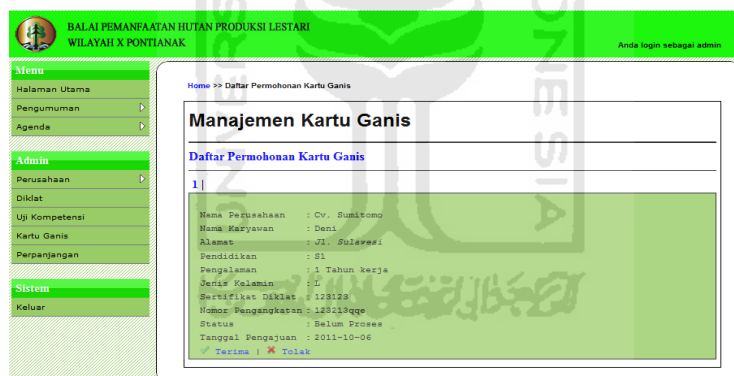 BALAI PEMANFAATAN HUTAN PRODUKSI LESTARI
WILAYAH X PONTIANAK
Anda login sebagai admin
Menu
Halaman Utama
Pengumuman
Agenda
Admin
Perusahaan
Diklat
Uji Kompetensi
Kartu Ganis
Perpanjangan
Sistem
Keluar
Home >> Daftar Permohonan Kartu Ganis
Manajemen Kartu Ganis
Daftar Permohonan Kartu Ganis
1 |
Nama Perusahaan : Cv. Sumitomo
Nama Karyawan : Deni
Alamat : Jl. Sulawesi
Pendidikan : S1
Pengalaman : 1 Tahun kerja
Jenis Kelamin : L
Sertifikat Diklat : 123123
Nomor Pengangkatan : 123213qqe
Status : Belum Proses
Tanggal Pengajuan : 2011-10-06
Terima | Tolak